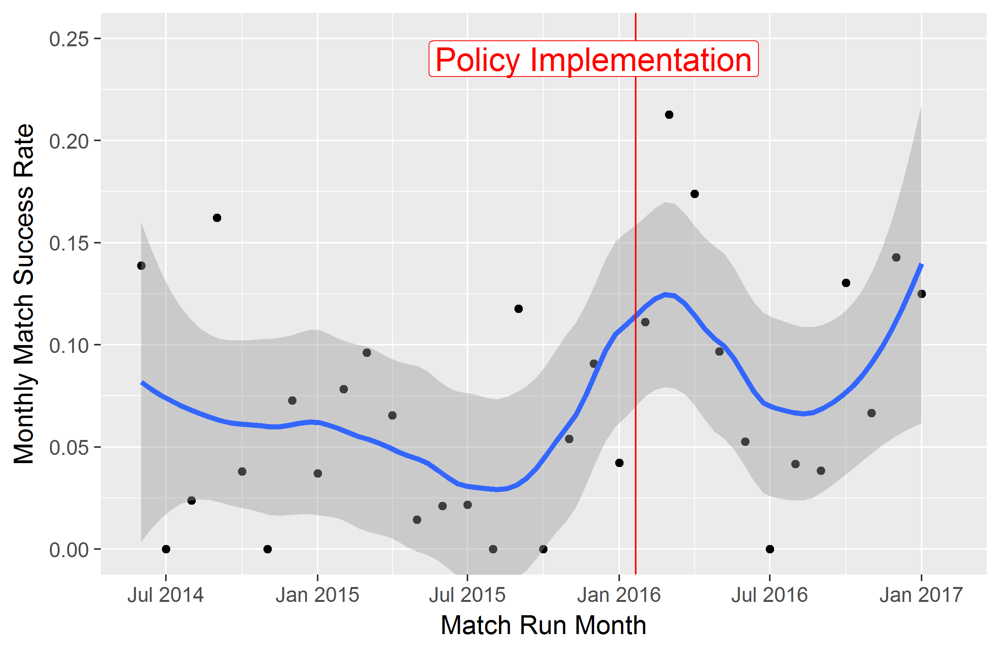 Monthly Match Success Rate
0.25
0.20
0.15
0.10
0.05
0.00
Policy Implementation
Jul 2014
Jan 2015
Jul 2015
Jan 2016
Jul 2016
Jan 2017
Match Run Month